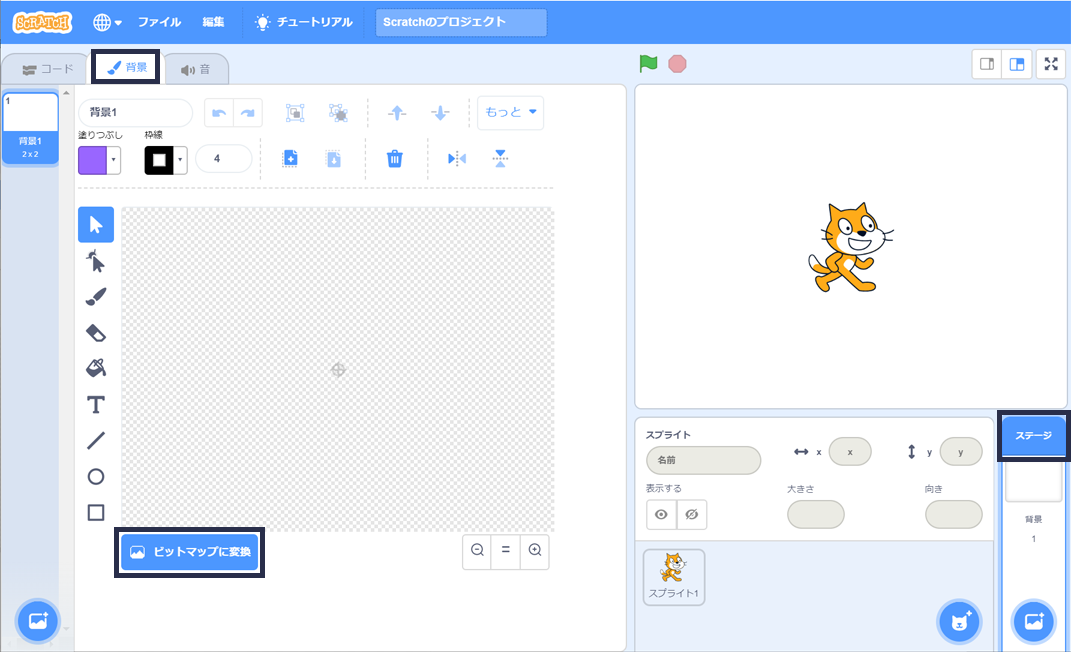 SCRATCH ファイル 編集 チュートリアル Scratchのプロジェクト
コード 背景 音
1
背景1
2 x 2
背景1
もっと
塗りつぶし 枠線
4
ビットマップに変換
スプライト
名前
x x
y y
表示する 大きさ 向き
スプライト1
ステージ
背景
1